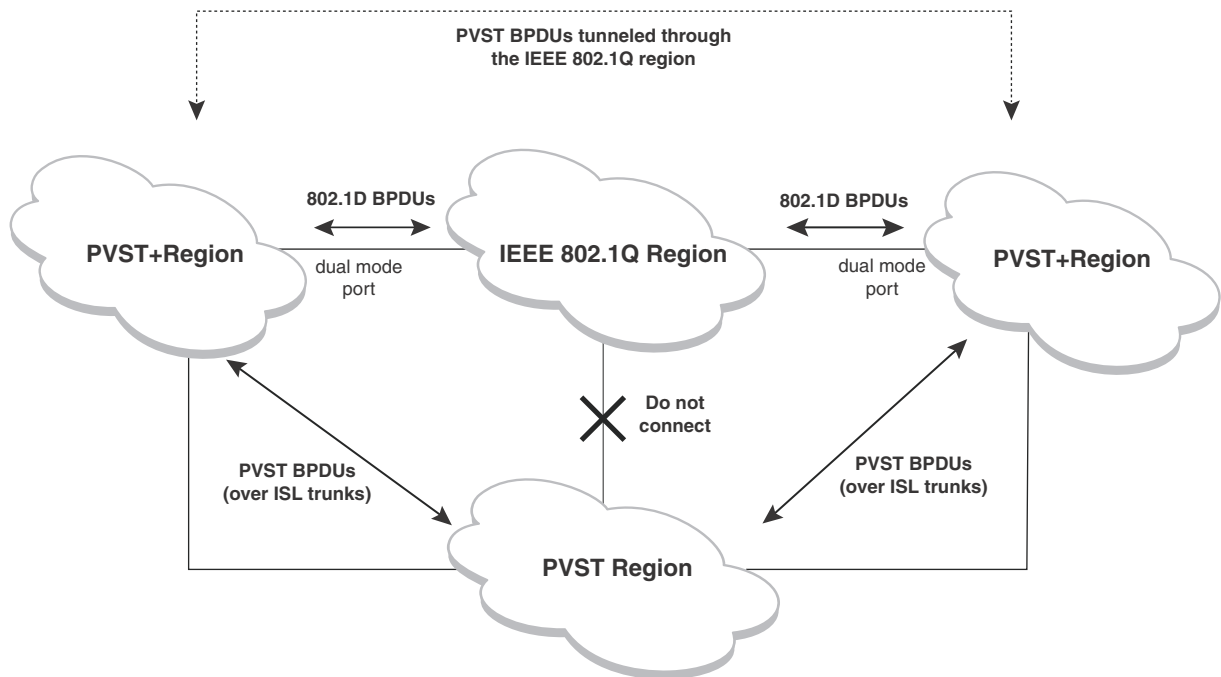 PVST BPDUs tunneled through
the IEEE 802.1Q region
802.1D BPDUs
802.1D BPDUs
PVST+Region
IEEE 802.1Q Region
PVST+Region
dual mode
port
dual mode
port
Do not
connect
PVST BPDUs
(over ISL trunks)
PVST BPDUs
(over ISL trunks)
PVST Region